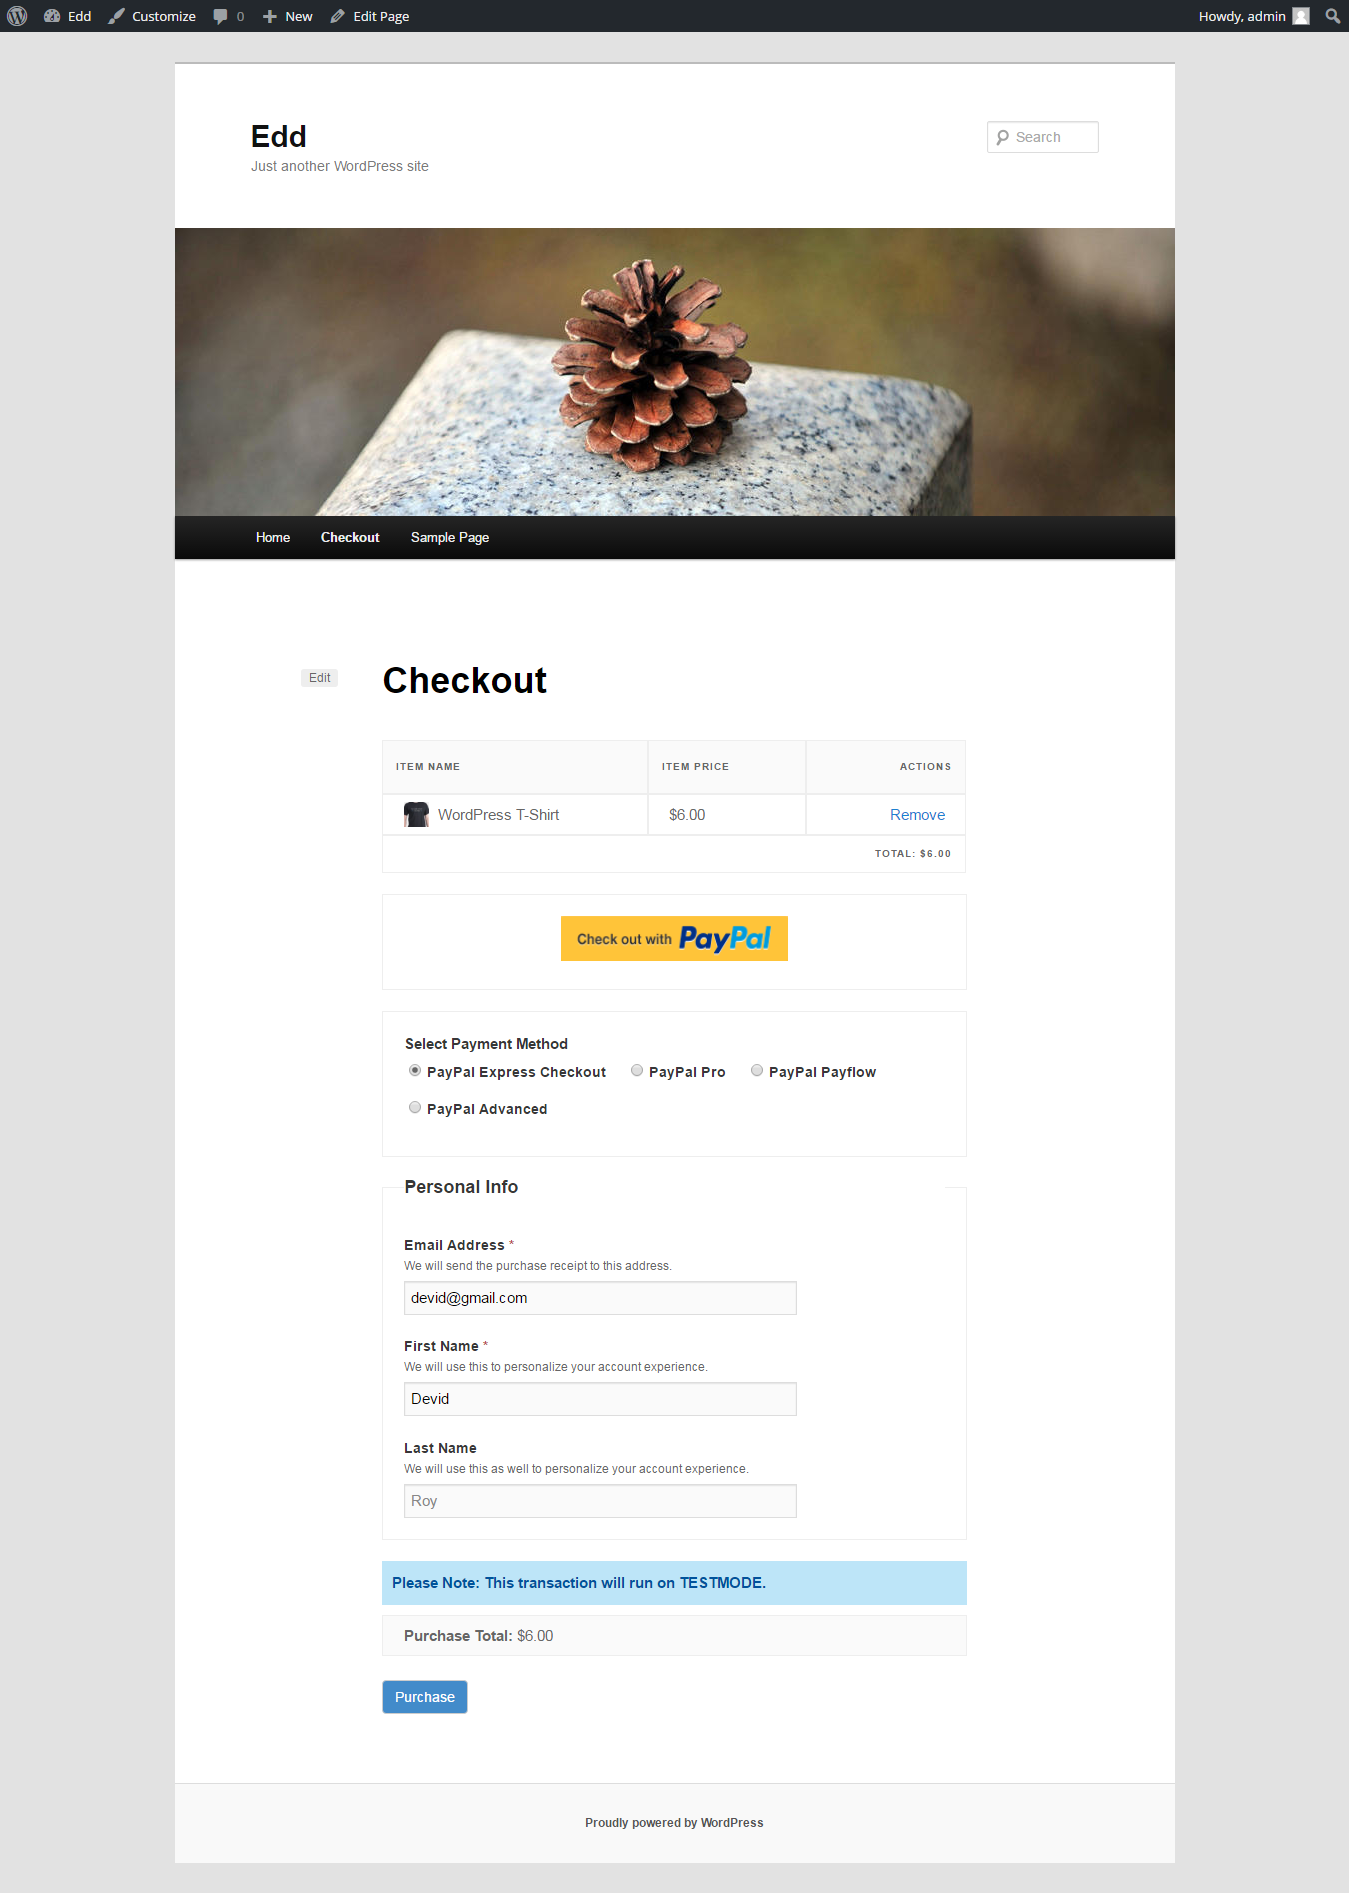 Edd Customize 0 New Edit Page Howdy, admin
Edd
Just another WordPress site
Search
Home Checkout Sample Page
Edit
Checkout
ITEM NAME ITEM PRICE ACTIONS
WordPress T-Shirt $6.00 Remove
TOTAL: $6.00
Check out with PayPal
Select Payment Method
PayPal Express Checkout PayPal Pro PayPal Payflow
PayPal Advanced
Personal Info
Email Address *
We will send the purchase receipt to this address.
devid@gmail.com
First Name *
We will use this to personalize your account experience.
Devid
Last Name
We will use this as well to personalize your account experience.
Roy
Please Note: This transaction will run on TESTMODE.
Purchase Total: $6.00
Purchase
Proudly powered by WordPress